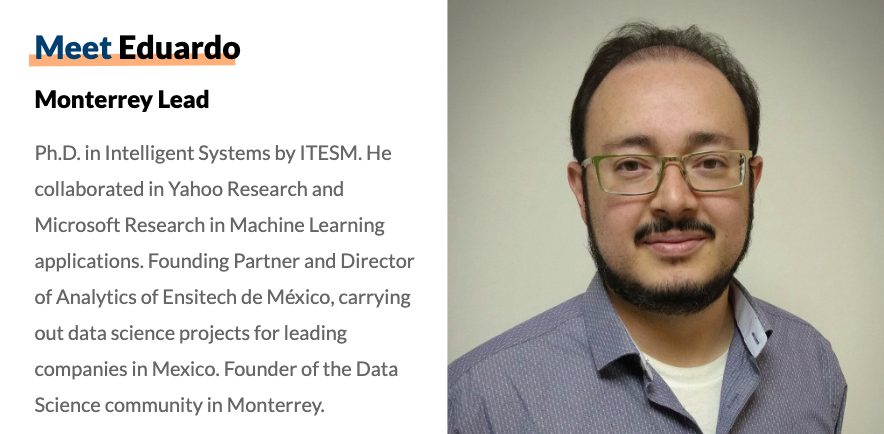 Meet Eduardo
Monterrey Lead
Ph.D. in Intelligent Systems by ITESM. He
collaborated in Yahoo Research and
Microsoft Research in Machine Learning
applications. Founding Partner and Director
of Analytics of Ensitech de México, carrying
out data science projects for leading
companies in Mexico. Founder of the Data
Science community in Monterrey.